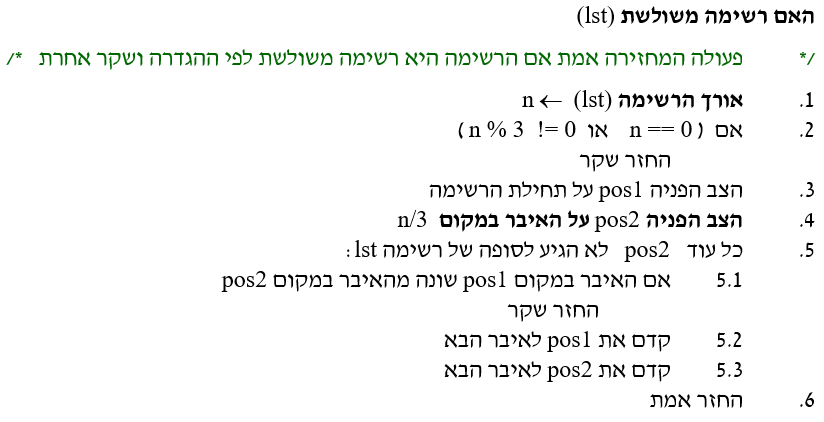 האם רשימה משולשת (lst)
/* פעולה המחזירה אמת אם הרשימה היא רשימה משולשת לפי ההגדרה ושקר אחרת */
1. אורך הרשימה (lst) ← n
2. אם (n == 0 או n % 3 != 0)
החזר שקר
3. הצב הפניה pos1 על תחילת הרשימה
4. הצב הפניה pos2 על האיבר במקום n/3
5. כל עוד pos2 לא הגיע לסופה של רשימה lst:
5.1 אם האיבר במקום pos1 שונה מהאיבר במקום pos2
החזר שקר
5.2 קדם את pos1 לאיבר הבא
5.3 קדם את pos2 לאיבר הבא
6. החזר אמת